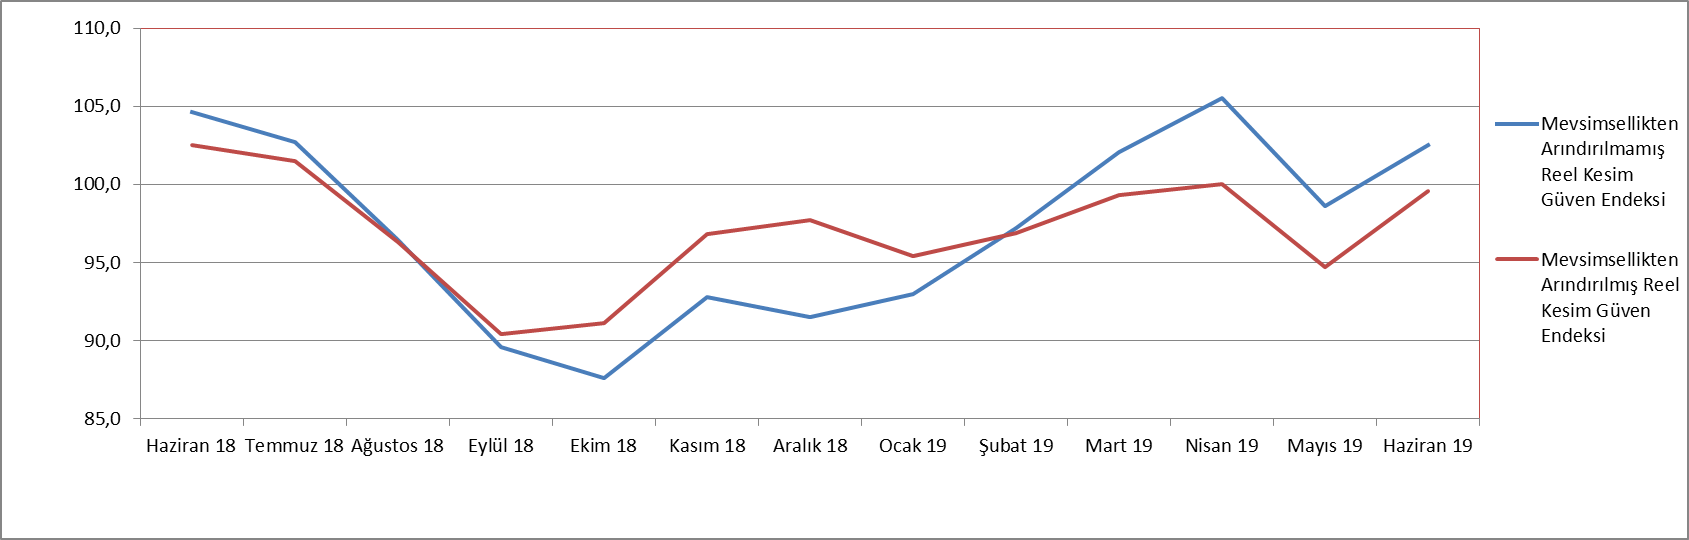 110,0
105,0
100,0
95,0
90,0
85,0
Haziran 18 Temmuz 18 Ağustos 18 Eylül 18 Ekim 18 Kasım 18 Aralık 18 Ocak 19 Şubat 19 Mart 19 Nisan 19 Mayıs 19 Haziran 19
Mevsimsellikten
Arındırılmamış
Reel Kesim
Güven Endeksi
Mevsimsellikten
Arındırılmış Reel
Kesim Güven
Endeksi